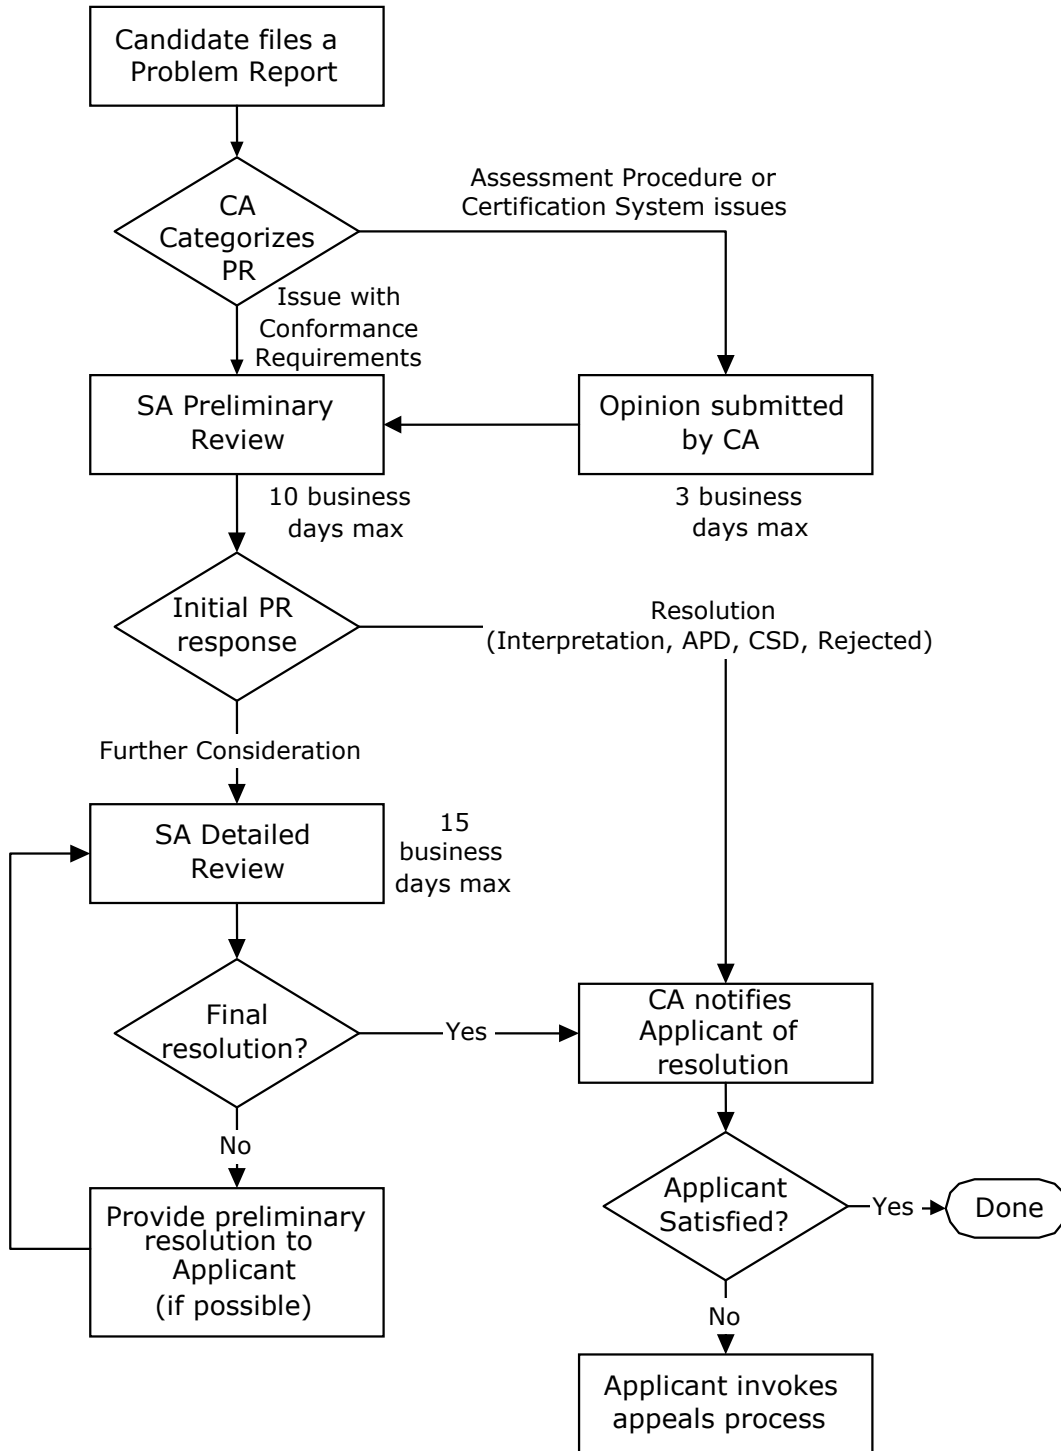 Candidate files a
Problem Report
CA
Categorizes
PR
Assessment Procedure or
Certification System issues
Issue with
Conformance
Requirements
SA Preliminary
Review
Opinion submitted
by CA
10 business
days max
3 business
days max
Initial PR
response
Resolution
(Interpretation, APD, CSD, Rejected)
Further Consideration
SA Detailed
Review
15
business
days max
Final
resolution?
Yes
CA notifies
Applicant of
resolution
No
Provide preliminary
resolution to
Applicant
(if possible)
Applicant
Satisfied?
Yes
Done
No
Applicant invokes
appeals process